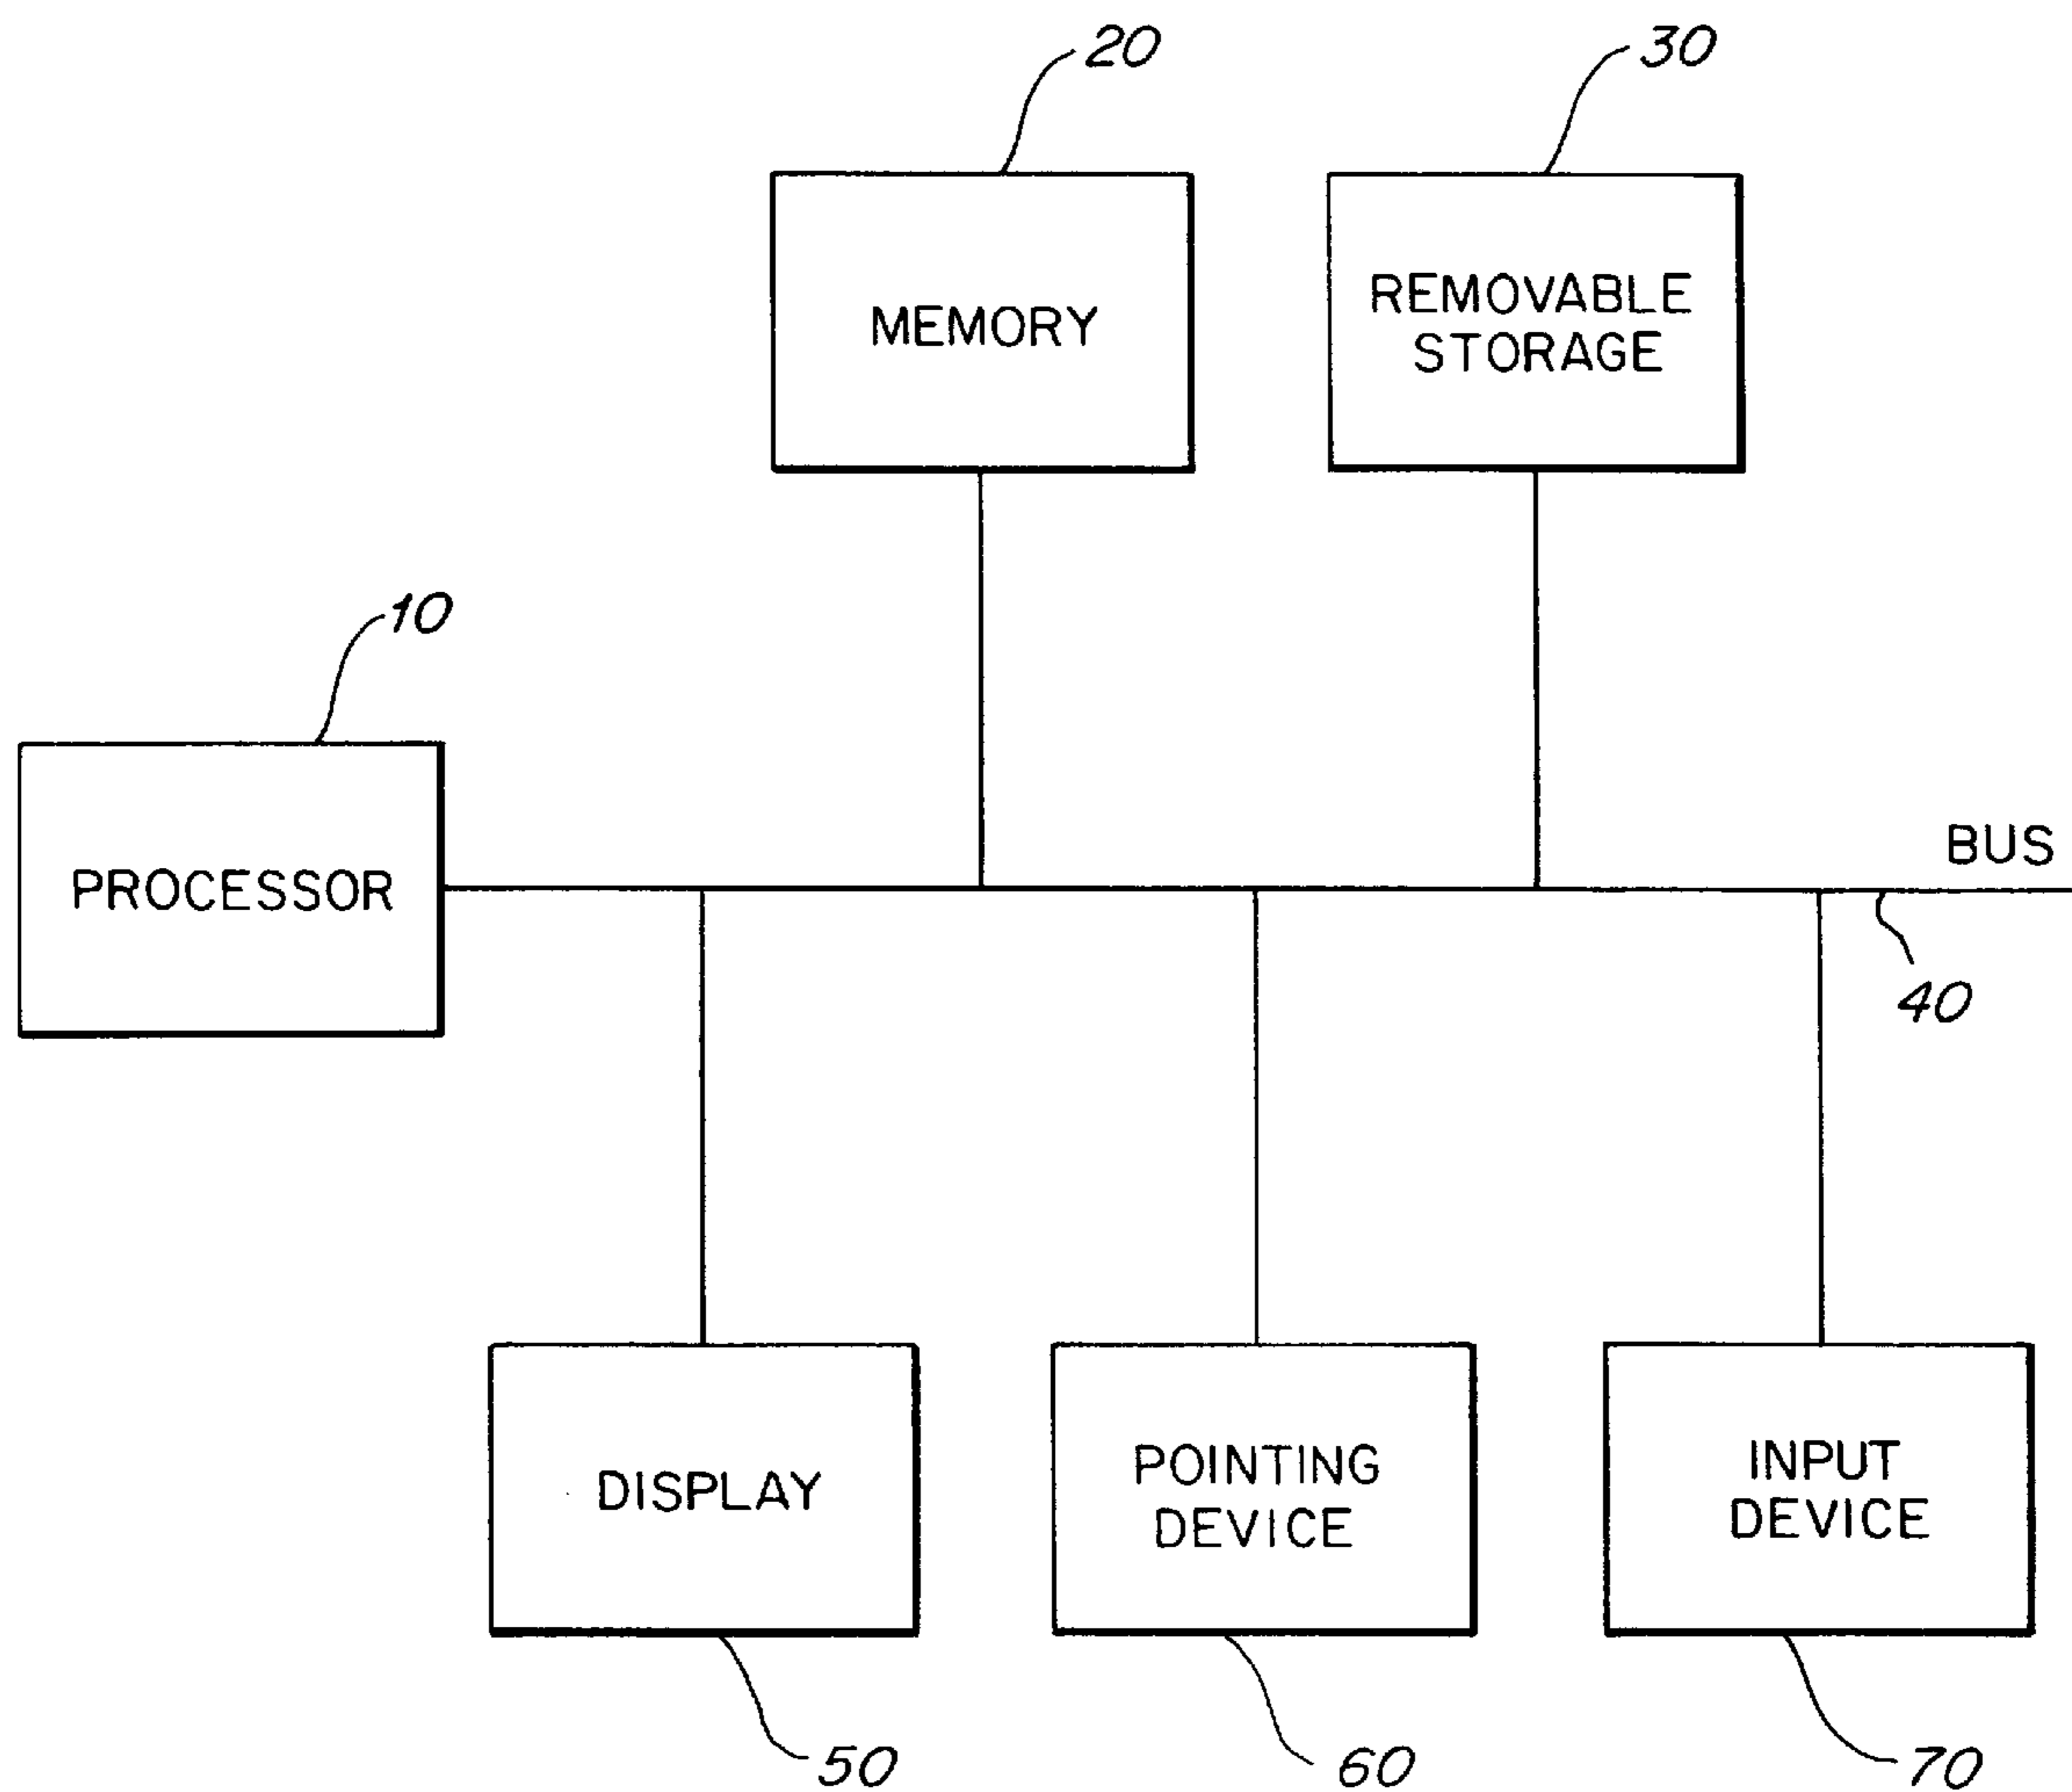 20
30
MEMORY
REMOVABLE
STORAGE
10
PROCESSOR
BUS
40
DISPLAY
POINTING
DEVICE
INPUT
DEVICE
50
60
70